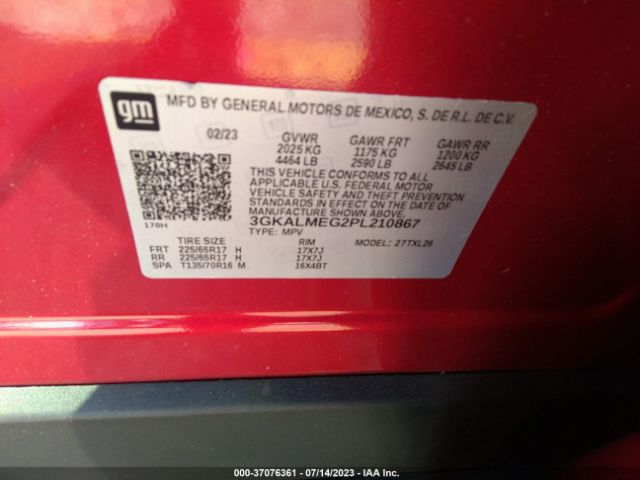 gm
MFD BY GENERAL MOTORS DE MEXICO, S. DE R.L. DE C.V.
02/23 GVWR GAWR FRT GAWR RR
2025 KG 1175 KG 1200 KG
4464 LB 2590 LB 2645 LB
THIS VEHICLE CONFORMS TO ALL
APPLICABLE U.S. FEDERAL MOTOR
VEHICLE SAFETY AND THEFT PREVENTION
STANDARDS IN EFFECT ON THE DATE OF
MANUFACTURE SHOWN ABOVE.
3GKALMEG2PL210867
170H
TYPE: MPV MODEL: 27TXL26
TIRE SIZE RIM
FRT 225/65R17 H 17X7J
RR 225/65R17 H 17X7J
SPA T135/70R16 M 16X4BT
000-37076361 - 07/14/2023 - IAA Inc.